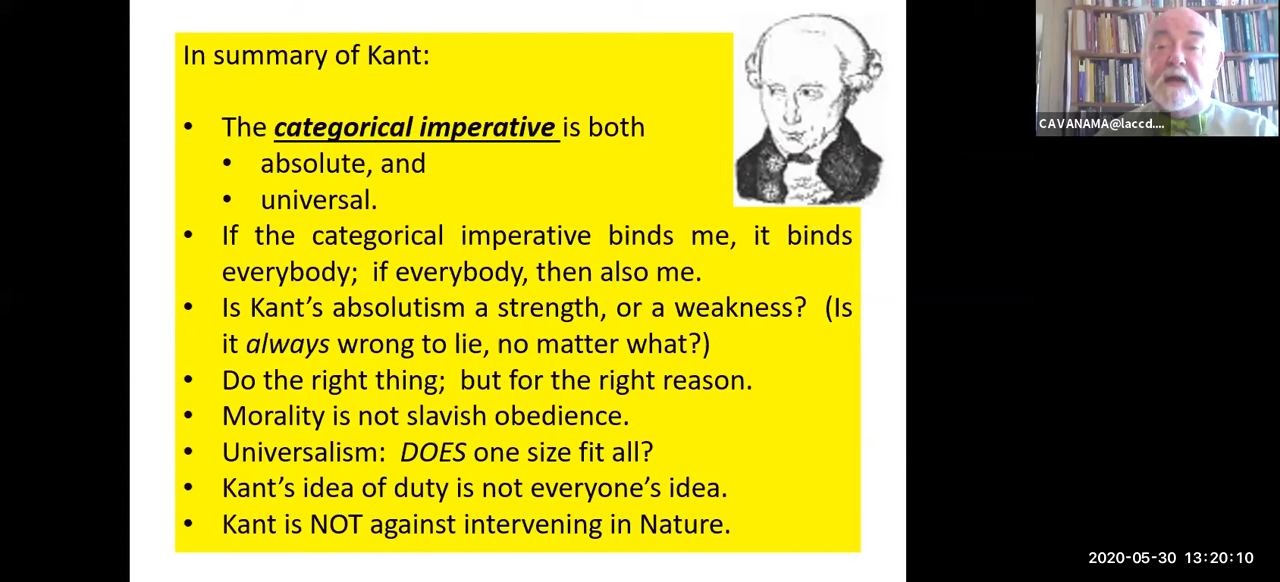 In summary of Kant:
• The categorical imperative is both
• absolute, and
• universal.
• If the categorical imperative binds me, it binds
everybody; if everybody, then also me.
• Is Kant's absolutism a strength, or a weakness? (Is
it always wrong to lie, no matter what?)
• Do the right thing; but for the right reason.
• Morality is not slavish obedience.
• Universalism: DOES one size fit all?
• Kant's idea of duty is not everyone's idea.
• Kant is NOT against intervening in Nature.
CAVANAMA@laccd....
2020-05-30 13:20:10